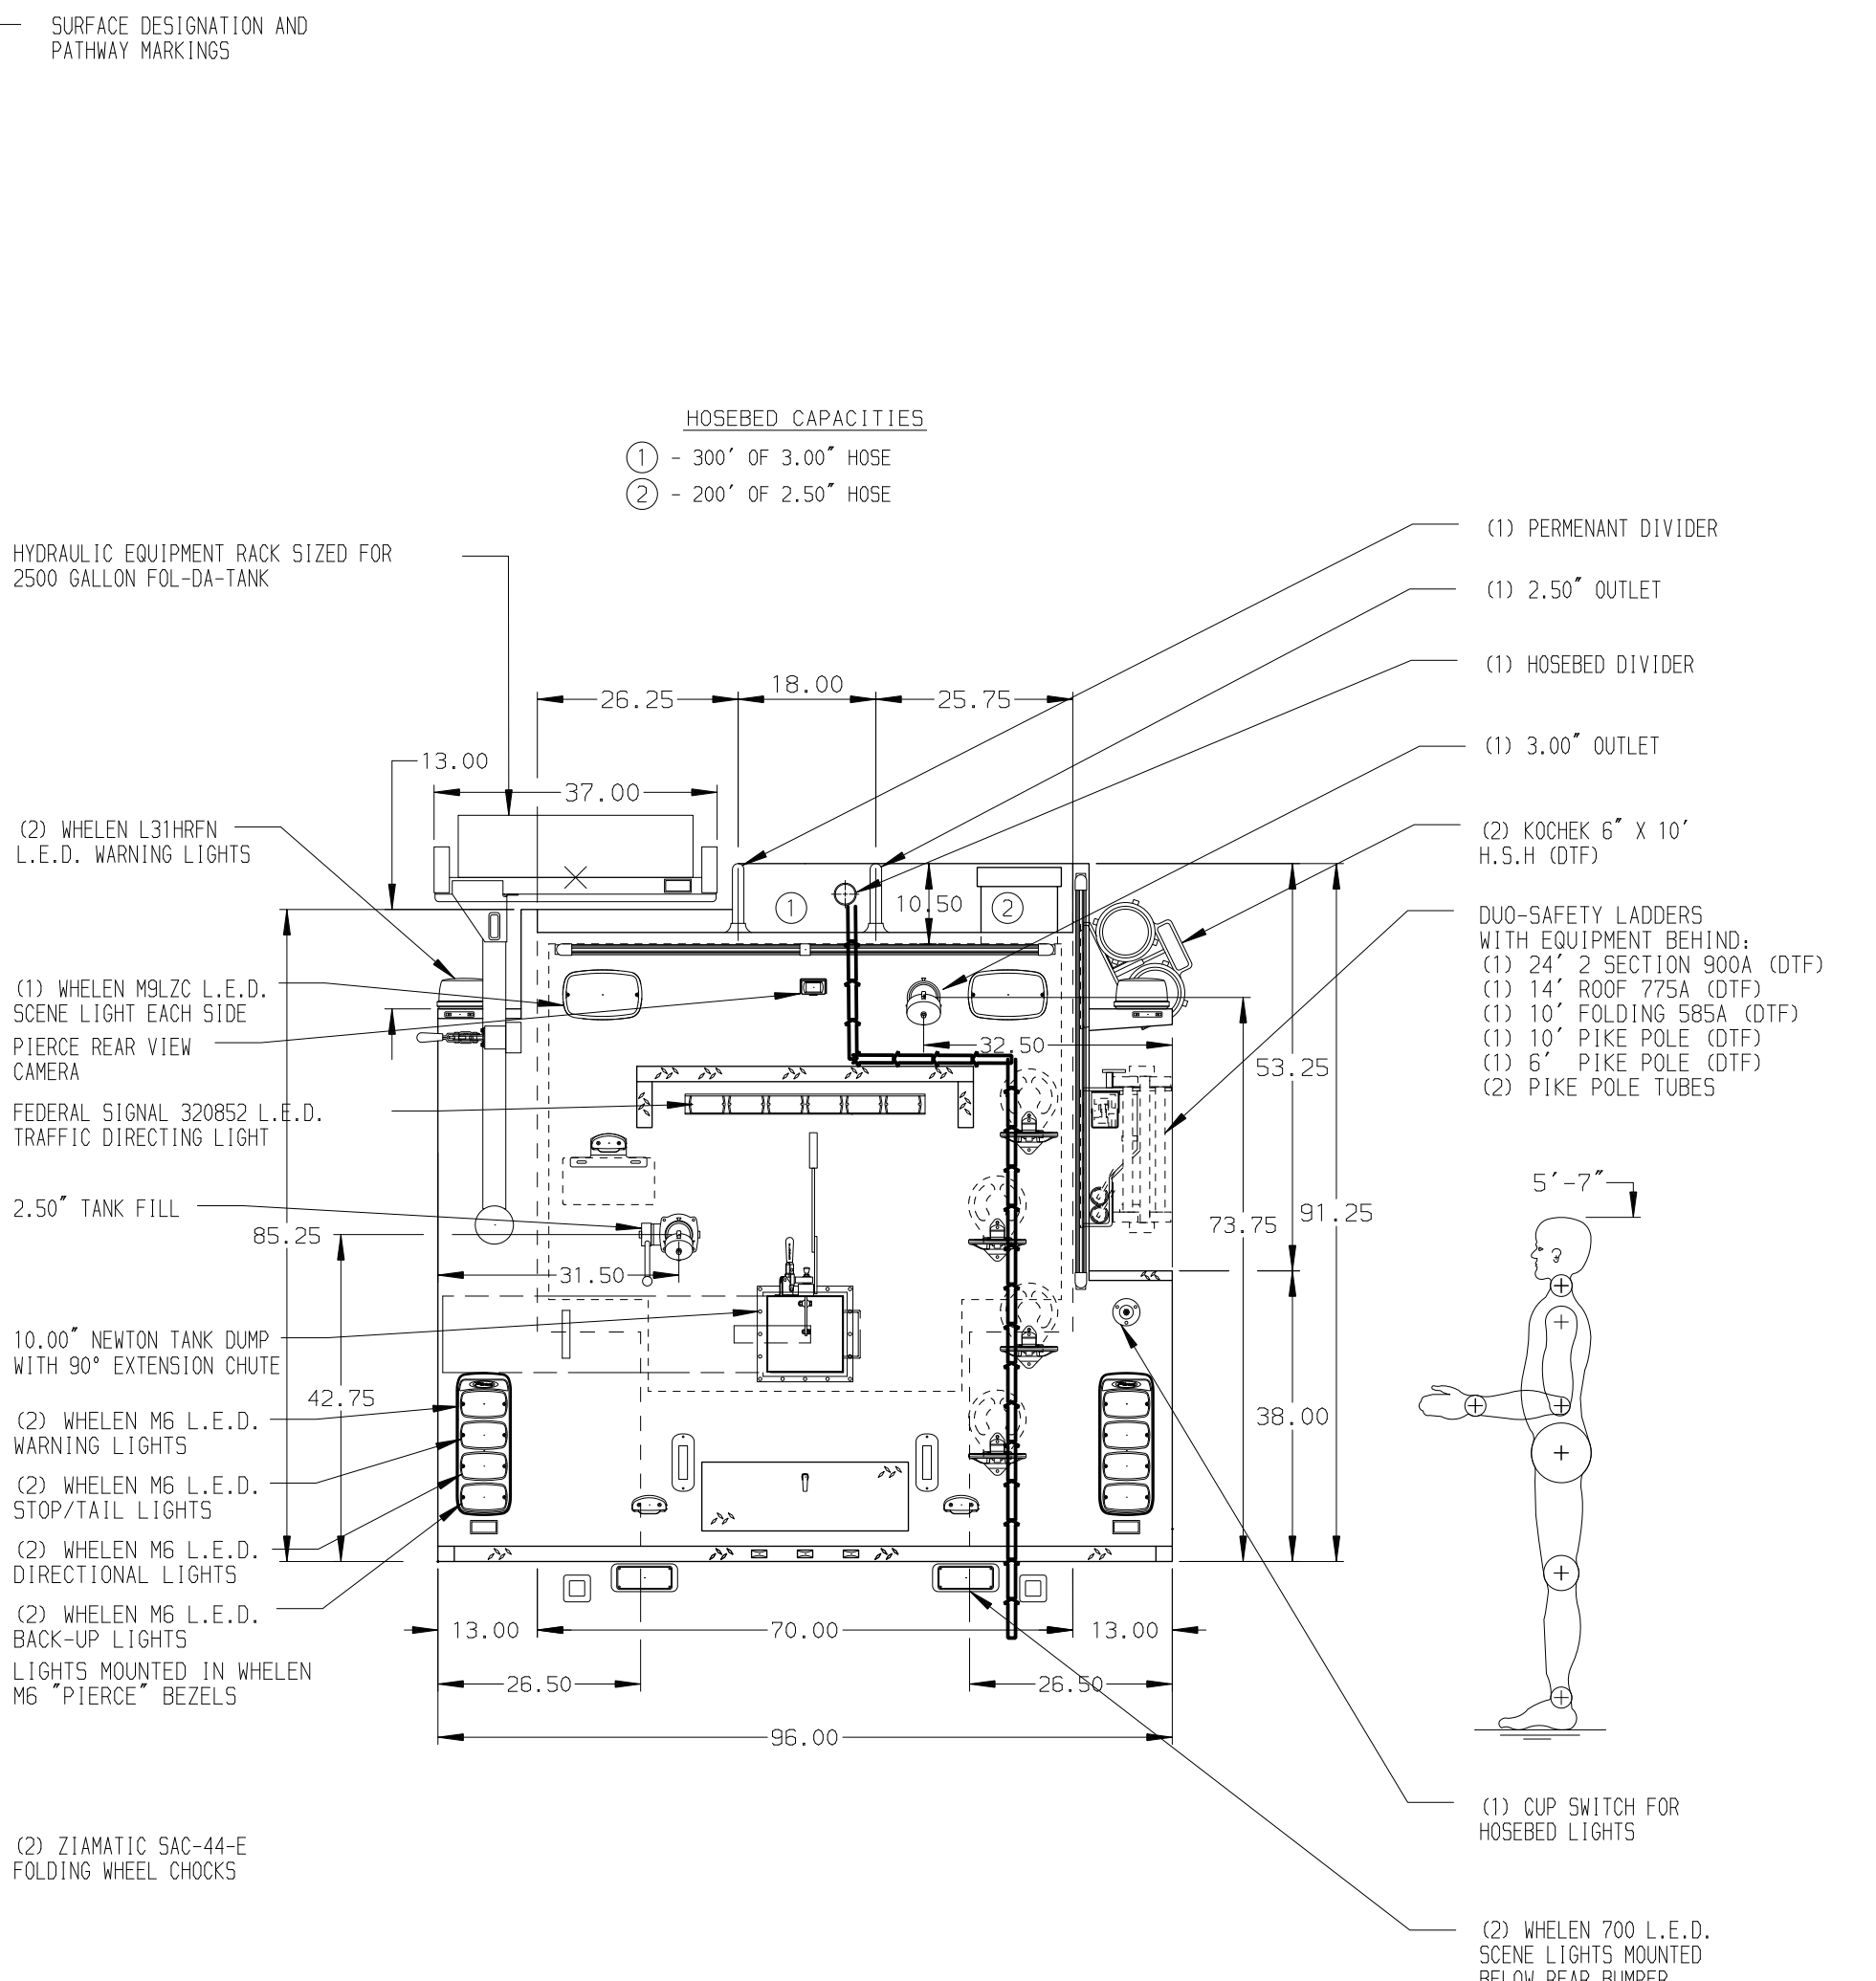 SURFACE DESIGNATION AND
PATHWAY MARKINGS
HOSEBED CAPACITIES
1 - 300' OF 3.00" HOSE
2 - 200' OF 2.50" HOSE
HYDRAULIC EQUIPMENT RACK SIZED FOR
2500 GALLON FOL-DA-TANK
(2) WHELEN L31HRFN
L.E.D. WARNING LIGHTS
(1) WHELEN M9LZC L.E.D.
SCENE LIGHT EACH SIDE
PIERCE REAR VIEW
CAMERA
FEDERAL SIGNAL 320852 L.E.D.
TRAFFIC DIRECTING LIGHT
2.50" TANK FILL
10.00" NEWTON TANK DUMP
WITH 90° EXTENSION CHUTE
(2) WHELEN M6 L.E.D.
WARNING LIGHTS
(2) WHELEN M6 L.E.D.
STOP/TAIL LIGHTS
(2) WHELEN M6 L.E.D.
DIRECTIONAL LIGHTS
(2) WHELEN M6 L.E.D.
BACK-UP LIGHTS
LIGHTS MOUNTED IN WHELEN
M6 "PIERCE" BEZELS
(2) ZIAMATIC SAC-44-E
FOLDING WHEEL CHOCKS
26.25
18.00
25.75
13.00
37.00
1
10.50
2
32.50
53.25
85.25
73.75
91.25
31.50
42.75
38.00
13.00
70.00
13.00
26.50
26.50
96.00
(1) PERMENANT DIVIDER
(1) 2.50" OUTLET
(1) HOSEBED DIVIDER
(1) 3.00" OUTLET
(2) KOCHEK 6" X 10'
H.S.H (DTF)
DUO-SAFETY LADDERS
WITH EQUIPMENT BEHIND:
(1) 24' 2 SECTION 900A (DTF)
(1) 14' ROOF 775A (DTF)
(1) 10' FOLDING 585A (DTF)
(1) 10' PIKE POLE (DTF)
(1) 6' PIKE POLE (DTF)
(2) PIKE POLE TUBES
5'-7"
(1) CUP SWITCH FOR
HOSEBED LIGHTS
(2) WHELEN 700 L.E.D.
SCENE LIGHTS MOUNTED
BELOW REAR BUMPER